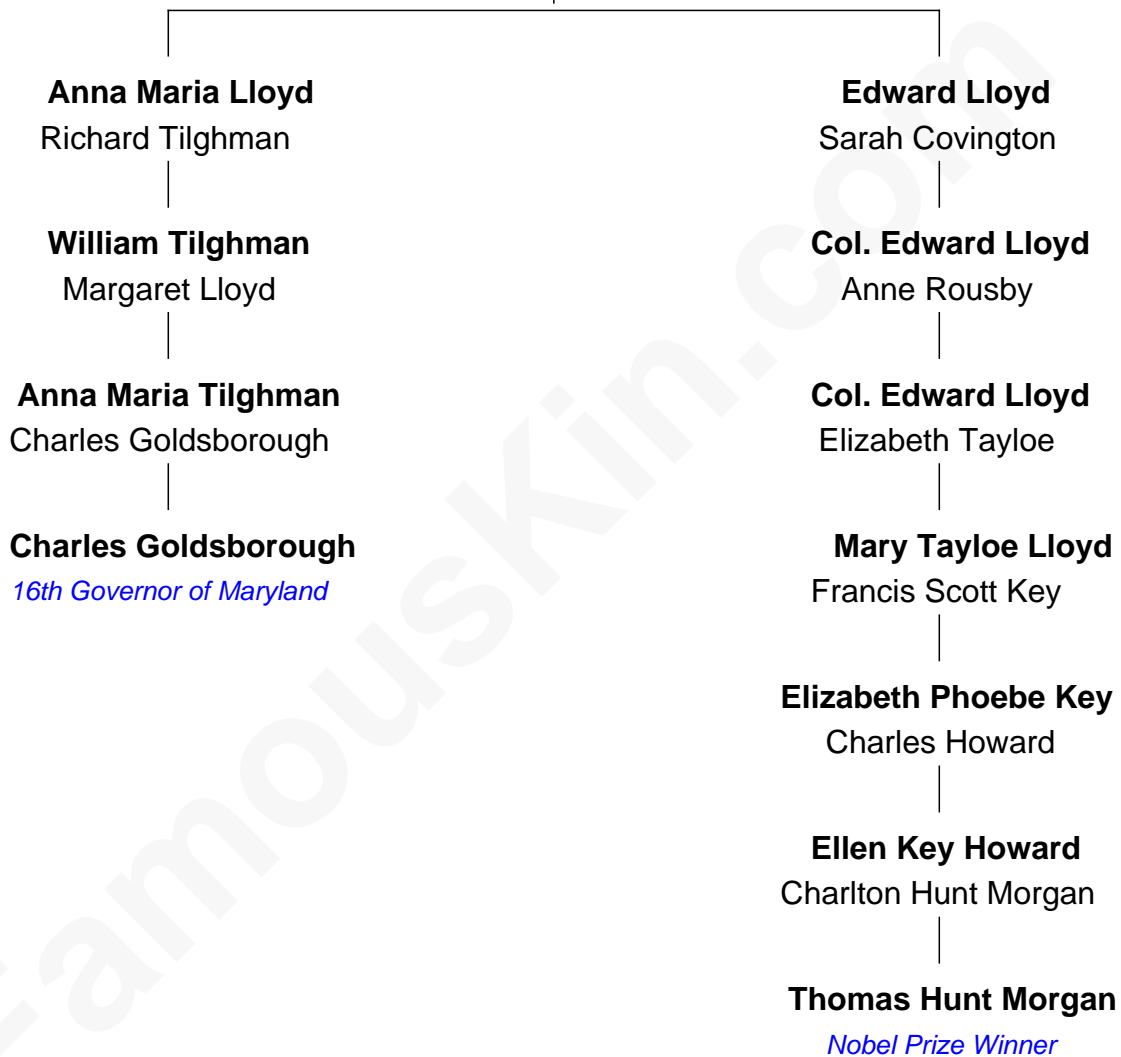 Anna Maria Lloyd
Richard Tilghman
William Tilghman
Margaret Lloyd
Anna Maria Tilghman
Charles Goldsborough
Charles Goldsborough
16th Governor of Maryland
Edward Lloyd
Sarah Covington
Col. Edward Lloyd
Anne Rousby
Col. Edward Lloyd
Elizabeth Tayloe
Mary Tayloe Lloyd
Francis Scott Key
Elizabeth Phoebe Key
Charles Howard
Ellen Key Howard
Charlton Hunt Morgan
Thomas Hunt Morgan
Nobel Prize Winner
FamousKin.com